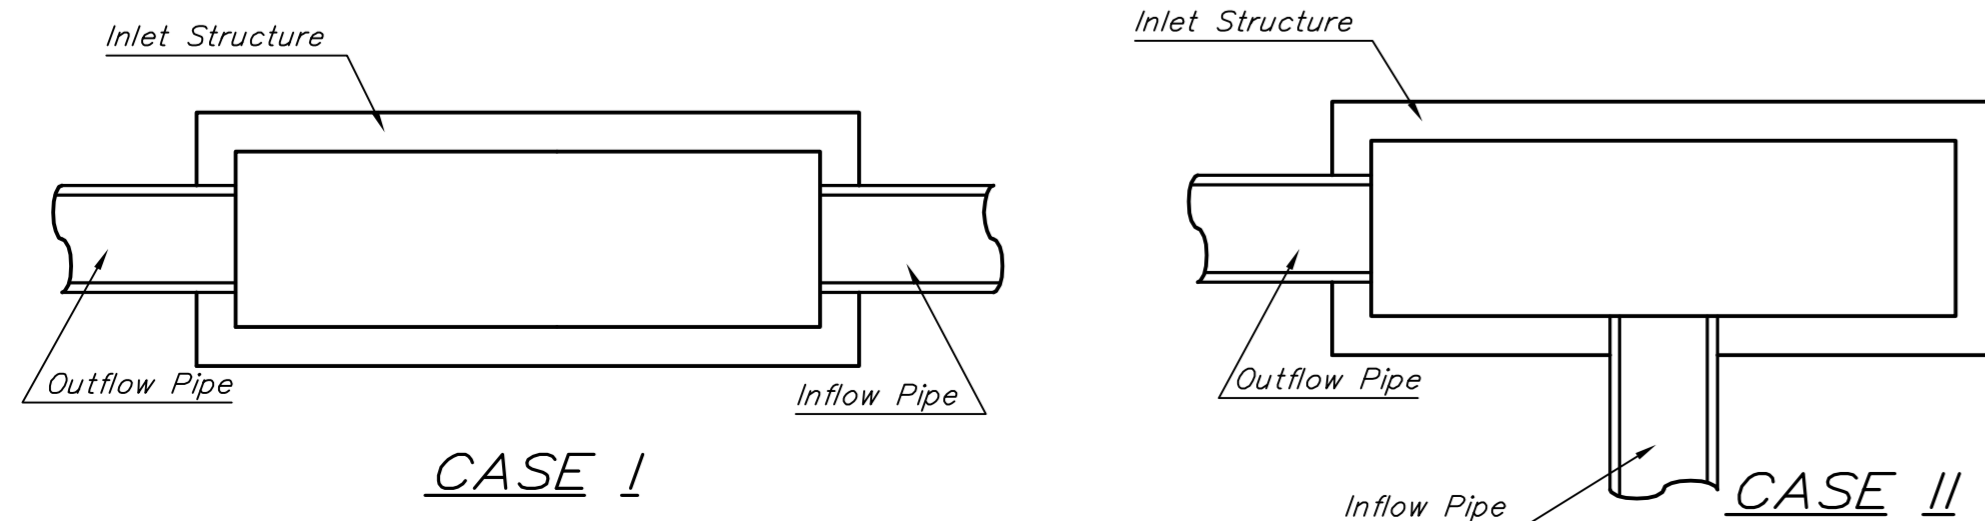 Inlet Structure
Outflow Pipe
Inflow Pipe
CASE I
Inlet Structure
Outflow Pipe
Inflow Pipe
CASE II